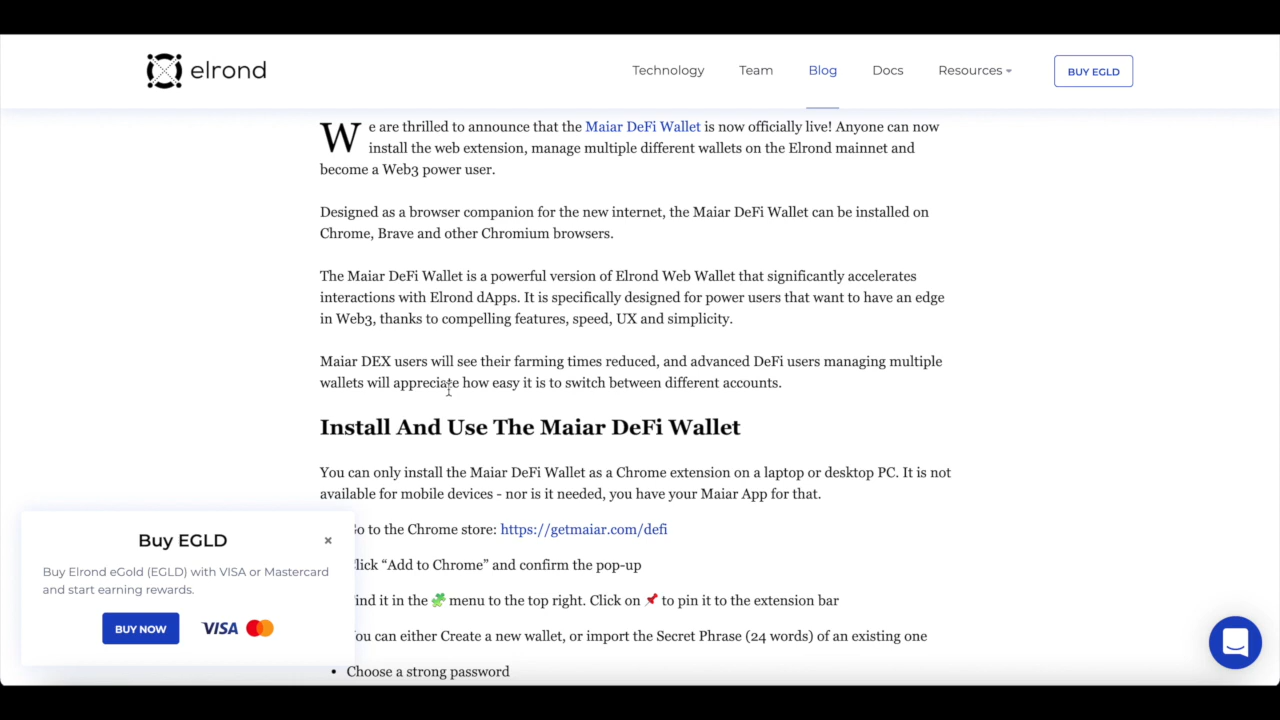 elrond
Technology Team Blog Docs Resources BUY EGLD
We are thrilled to announce that the Maiar DeFi Wallet is now officially live! Anyone can now
install the web extension, manage multiple different wallets on the Elrond mainnet and
become a Web3 power user.
Designed as a browser companion for the new internet, the Maiar DeFi Wallet can be installed on
Chrome, Brave and other Chromium browsers.
The Maiar DeFi Wallet is a powerful version of Elrond Web Wallet that significantly accelerates
interactions with Elrond dApps. It is specifically designed for power users that want to have an edge
in Web3, thanks to compelling features, speed, UX and simplicity.
Maiar DEX users will see their farming times reduced, and advanced DeFi users managing multiple
wallets will appreciate how easy it is to switch between different accounts.
Install And Use The Maiar DeFi Wallet
You can only install the Maiar DeFi Wallet as a Chrome extension on a laptop or desktop PC. It is not
available for mobile devices - nor is it needed, you have your Maiar App for that.
to the Chrome store: https://getmaiar.com/defi
“Add to Chrome” and confirm the pop-up
it in the menu to the top right. Click on to pin it to the extension bar
can either Create a new wallet, or import the Secret Phrase (24 words) of an existing one
• Choose a strong password
Buy EGLD ×
Buy Elrond eGold (EGLD) with VISA or Mastercard
and start earning rewards.
BUY NOW VISA